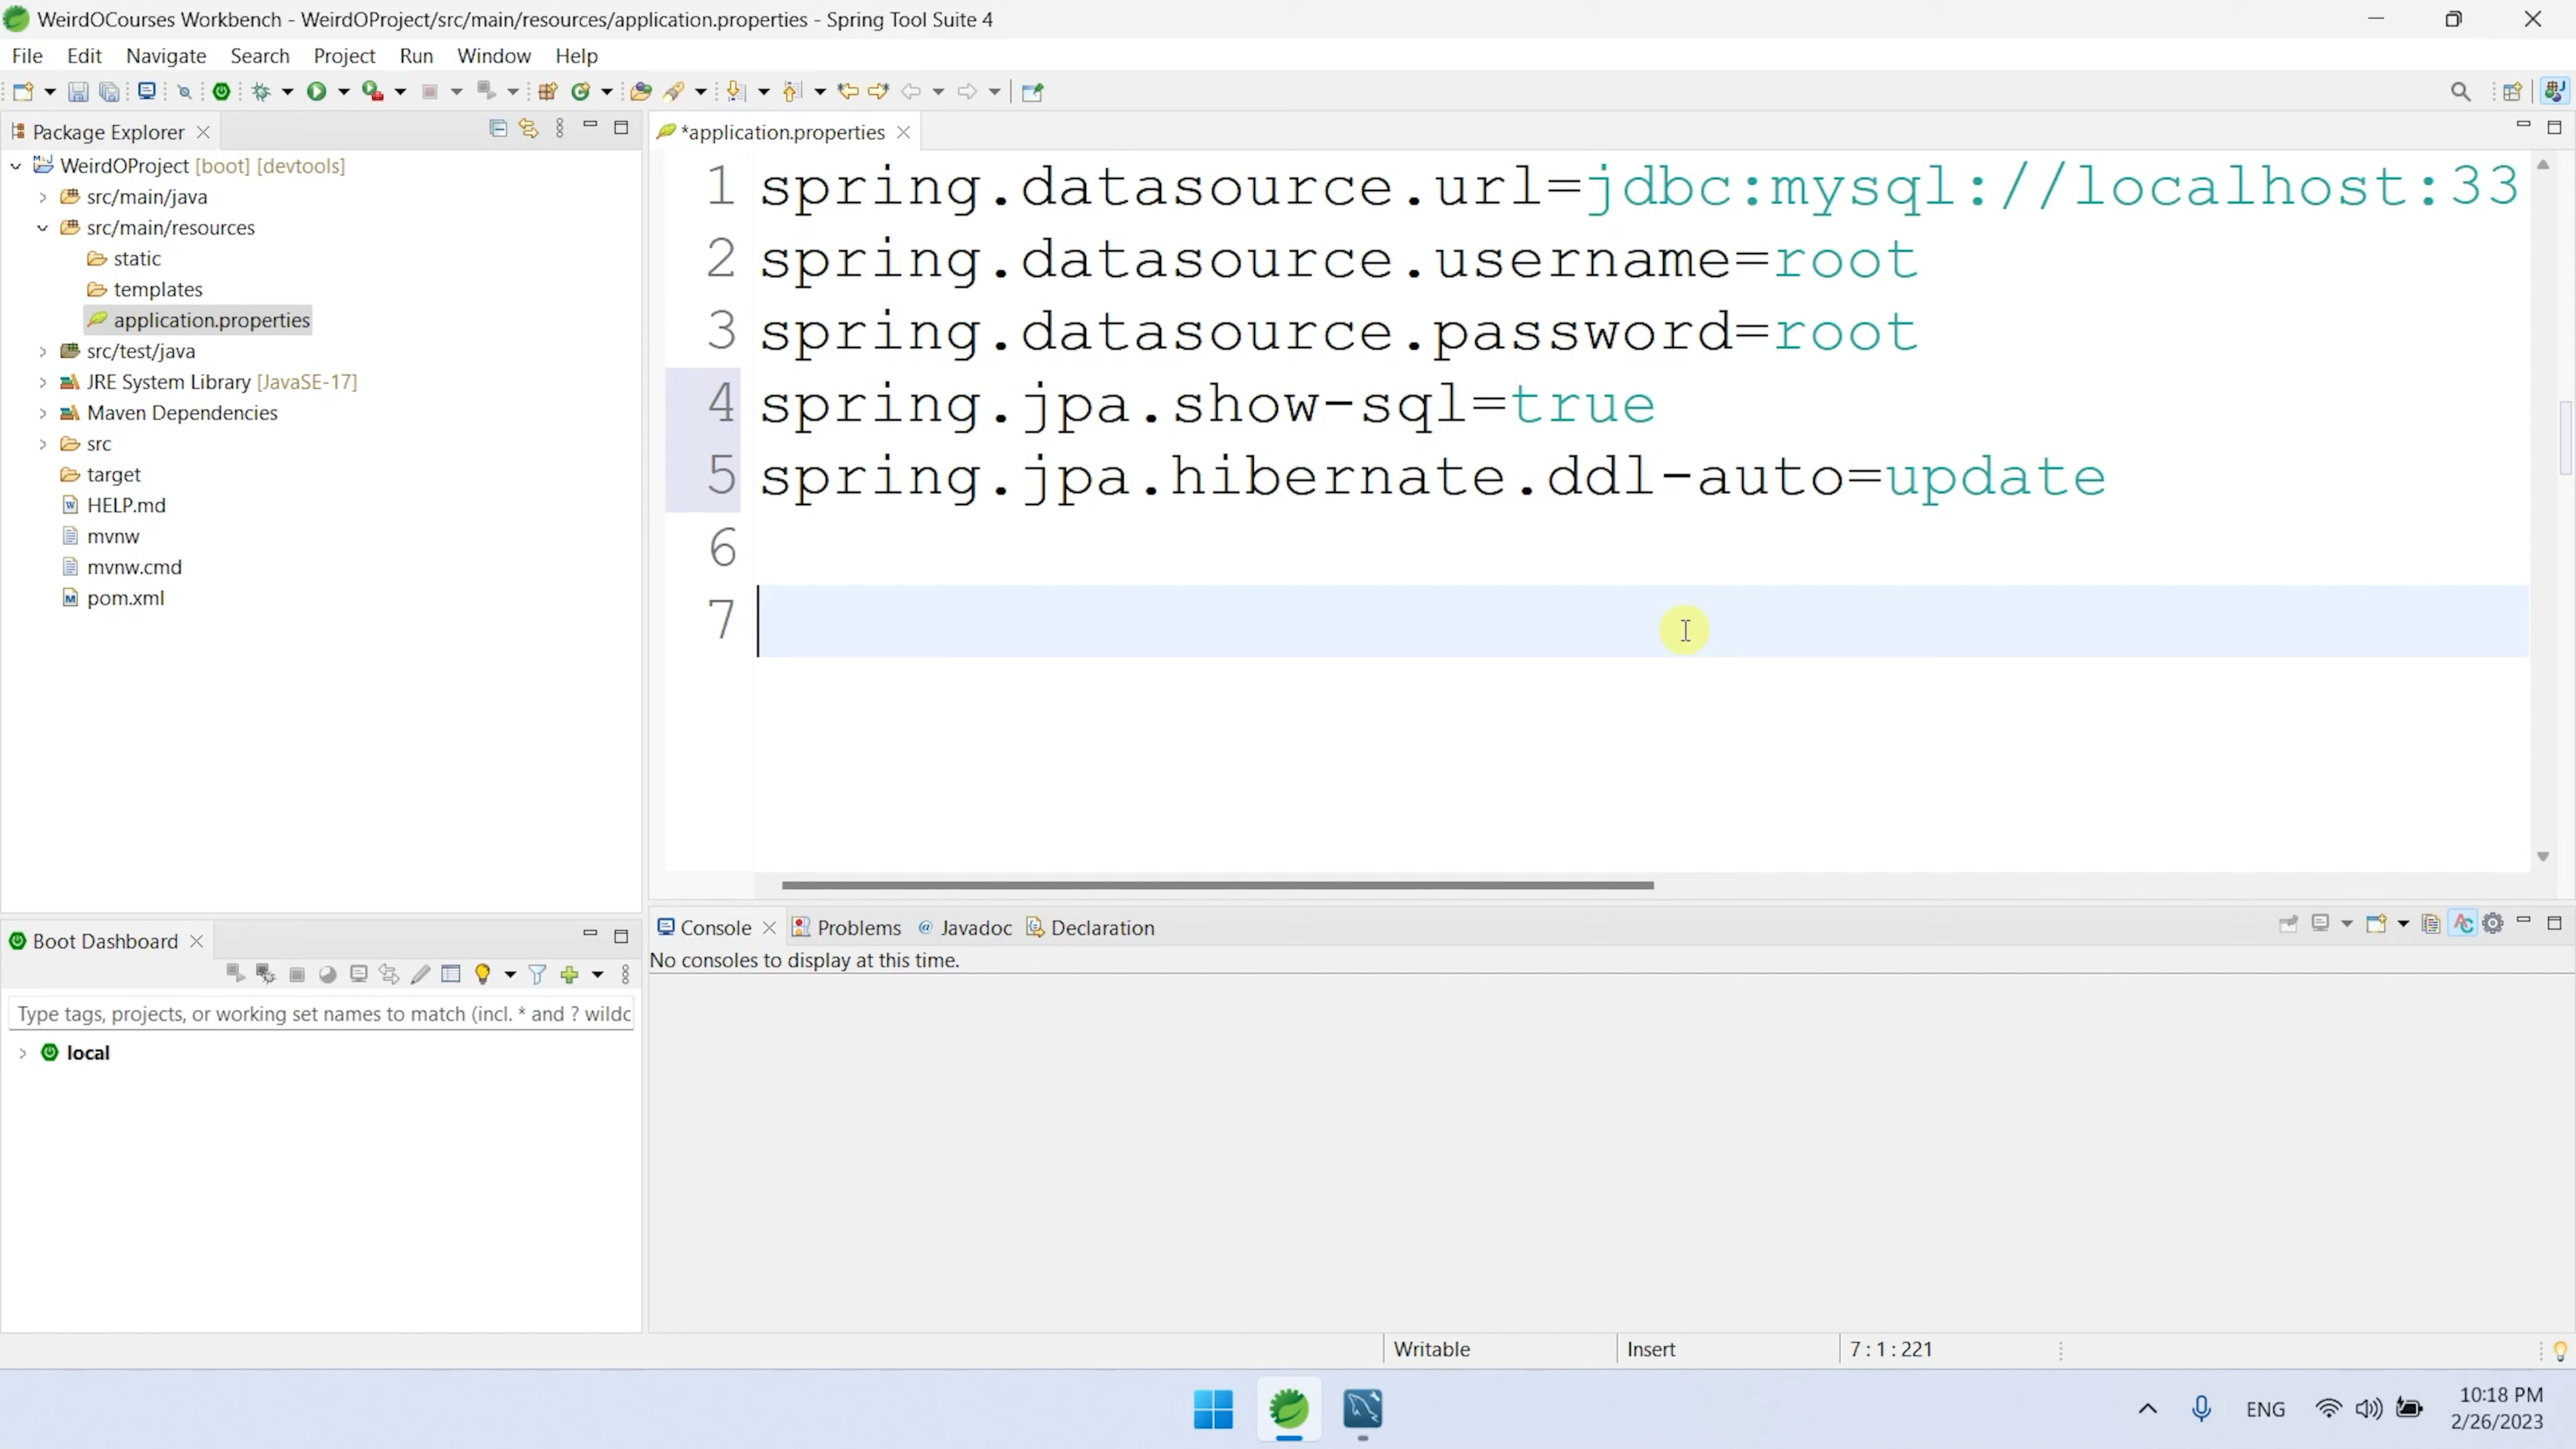 WeirdOCourses Workbench - WeirdOProject/src/main/resources/application.properties - Spring Tool Suite 4
File Edit Navigate Search Project Run Window Help
Package Explorer
WeirdOProject [boot] [devtools]
src/main/java
src/main/resources
static
templates
application.properties
src/test/java
JRE System Library [JavaSE-17]
Maven Dependencies
src
target
HELP.md
mvnw
mvnw.cmd
pom.xml
*application.properties
1 spring.datasource.url=jdbc:mysql://localhost:33
2 spring.datasource.username=root
3 spring.datasource.password=root
4 spring.jpa.show-sql=true
5 spring.jpa.hibernate.ddl-auto=update
6
7
Boot Dashboard
Type tags, projects, or working set names to match (incl. * and ? wildc
local
Console Problems @ Javadoc Declaration
No consoles to display at this time.
Writable Insert 7 : 1 : 221
ENG
10:18 PM
2/26/2023